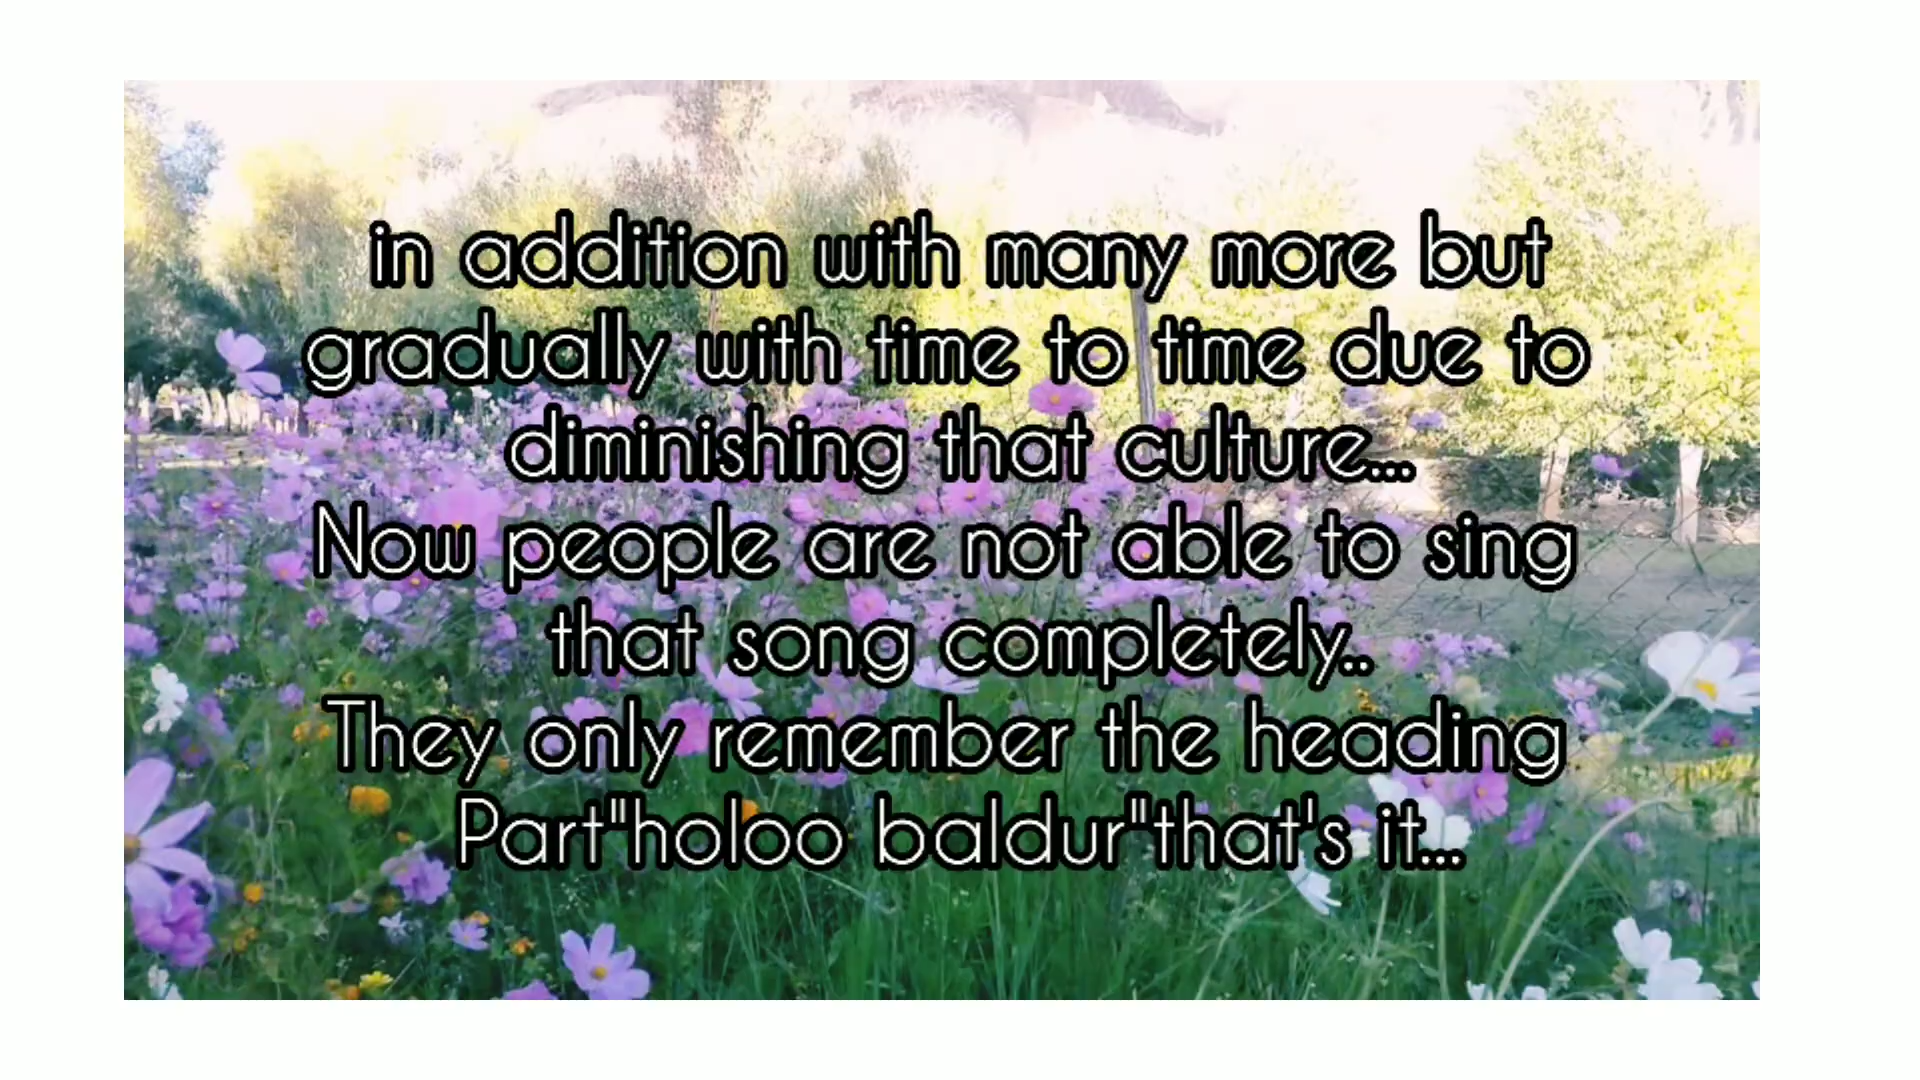 in addition with many more but
gradually with time to time due to
diminishing that culture...
Now people are not able to sing
that song completely..
They only remember the heading
Part"holoo baldur"that's it...